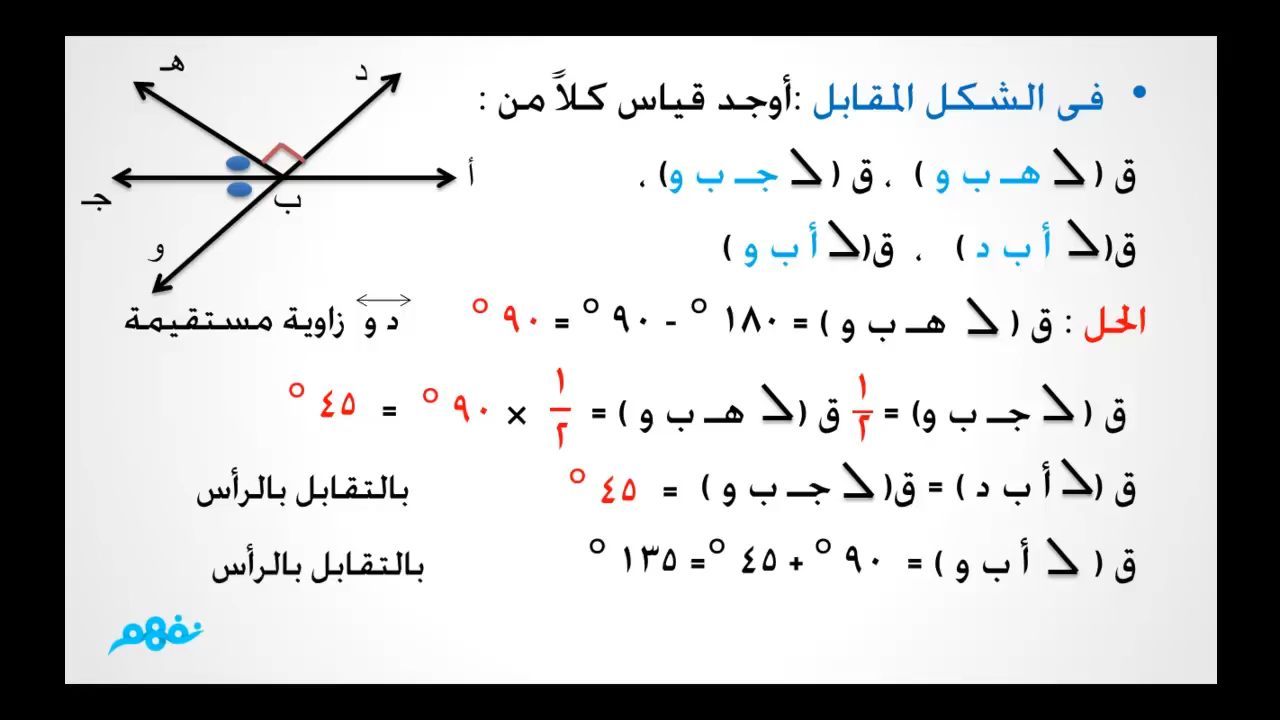 هـ
د
أ
جـ
ب
و
• فى الشكل المقابل :أوجد قياس كلاً من :
ق ( ∠ هـ ب و ) ، ق ( ∠ جـ ب و) ،
ق(∠ أ ب د ) ، ق(∠ أ ب و )
الحل : ق ( ∠ هـ ب و ) = ١٨٠ ° - ٩٠ ° = ٩٠ ° د و زاوية مستقيمة
ق ( ∠ جـ ب و) = ١/٢ ق (∠ هـ ب و ) = ١/٢ × ٩٠ ° = ٤٥ °
ق (∠ أ ب د ) = ق(∠ جـ ب و ) = ٤٥ ° بالتقابل بالرأس
ق ( ∠ أ ب و ) = ٩٠ ° + ٤٥ °= ١٣٥ ° بالتقابل بالرأس
نفهم